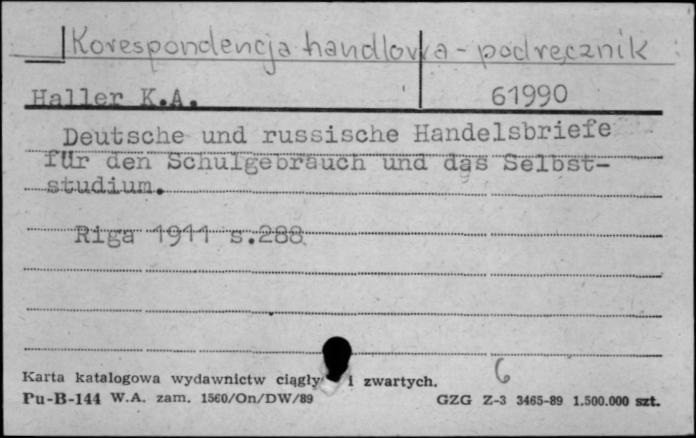 Korespondencja handlowa - podręcznik
Haller K.A. 61990
Deutsche und russische Handelsbriefe
für den Schulgebrauch und das Selbst-
studium.
Riga 1911 s.288
6
Karta katalogowa wydawnictw ciągły i zwartych.
Pu-B-144 W.A. zam. 1560/On/DW/89 GZG Z-3 3465-89 1.500.000 szt.